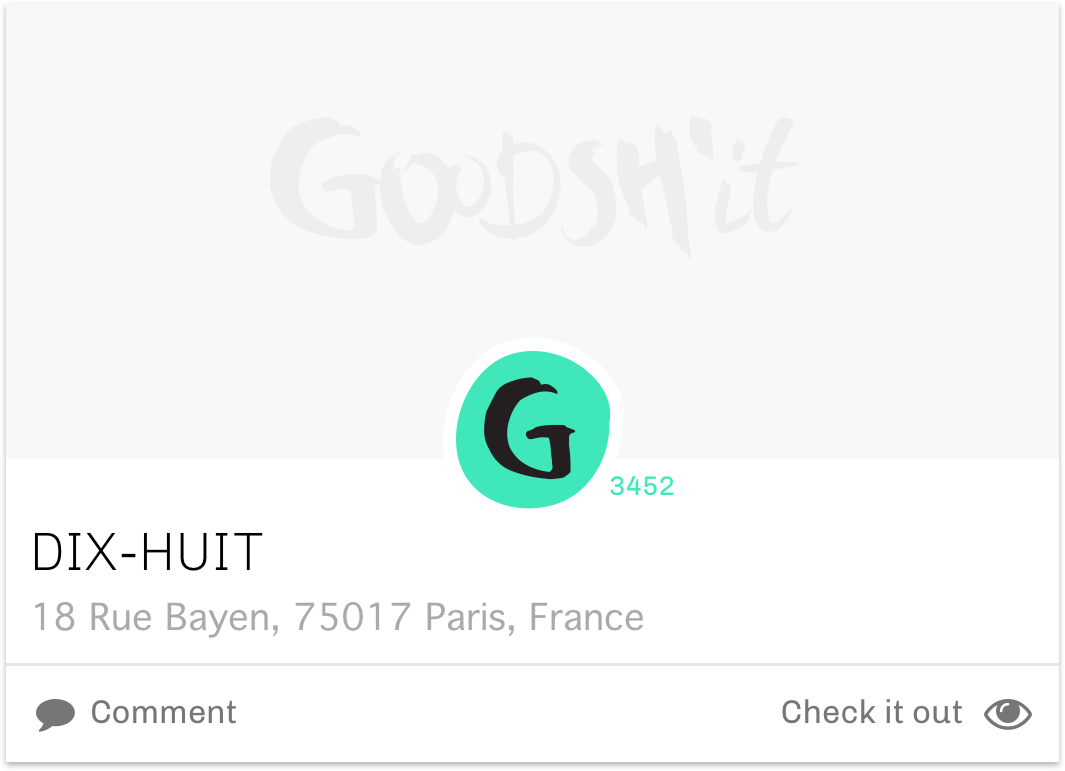 GOODSH'it
G
3452
DIX-HUIT
18 Rue Bayen, 75017 Paris, France
Comment
Check it out